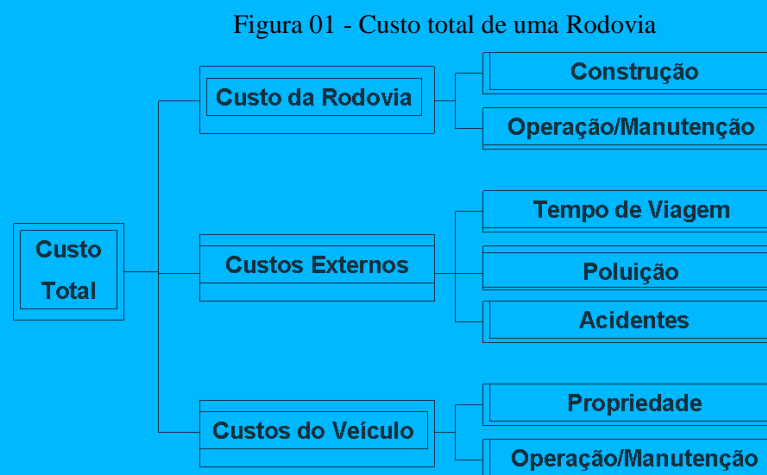 Figura 01 - Custo total de uma Rodovia
Custo
Total
Custo da Rodovia
Construção
Operação/Manutenção
Custos Externos
Tempo de Viagem
Poluição
Acidentes
Custos do Veículo
Propriedade
Operação/Manutenção